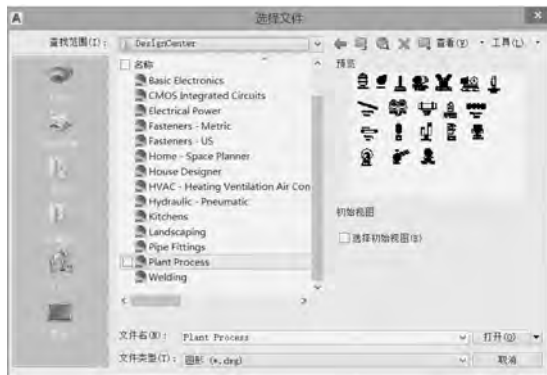 A
选择文件
查找范围(I):
DesignCenter
查看(V)
工具(L)
名称
Basic Electronics
CMOS Integrated Circuits
Electrical Power
Fasteners - Metric
Fasteners - US
Home - Space Planner
House Designer
HVAC - Heating Ventilation Air Con
Hydraulic - Pneumatic
Kitchens
Landscaping
Pipe Fittings
Plant Process
Welding
预览
初始视图
选择初始视图(S)
文件名(N):
Plant Process
打开(O)
文件类型(T):
图形 (*.dwg)
取消